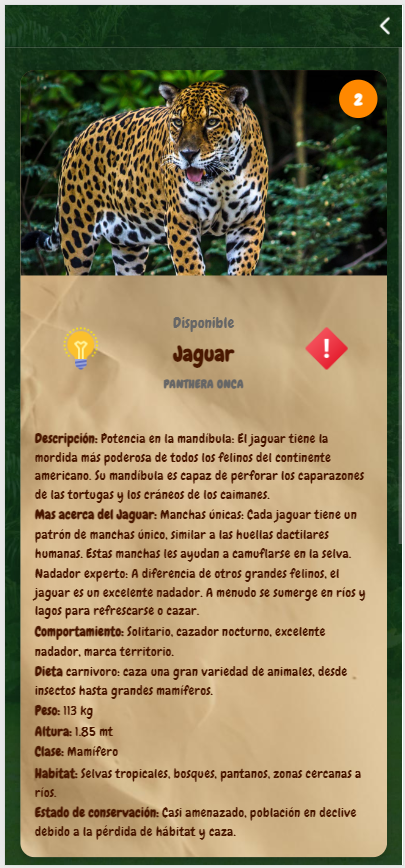 2
Disponible
Jaguar
PANTHERA ONCA
!
Descripción: Potencia en la mandíbula: El jaguar tiene la
mordida más poderosa de todos los felinos del continente
americano. Su mandíbula es capaz de perforar los caparazones
de las tortugas y los cráneos de los caimanes.
Mas acerca del Jaguar: Manchas únicas: Cada jaguar tiene un
patrón de manchas único, similar a las huellas dactilares
humanas. Estas manchas les ayudan a camuflarse en la selva.
Nadador experto: A diferencia de otros grandes felinos, el
jaguar es un excelente nadador. A menudo se sumerge en ríos y
lagos para refrescarse o cazar.
Comportamiento: Solitario, cazador nocturno, excelente
nadador, marca territorio.
Dieta carnivoro: caza una gran variedad de animales, desde
insectos hasta grandes mamíferos.
Peso: 113 kg
Altura: 1.85 mt
Clase: Mamífero
Habitat: Selvas tropicales, bosques, pantanos, zonas cercanas a
ríos.
Estado de conservación: Casi amenazado, población en declive
debido a la pérdida de hábitat y caza.